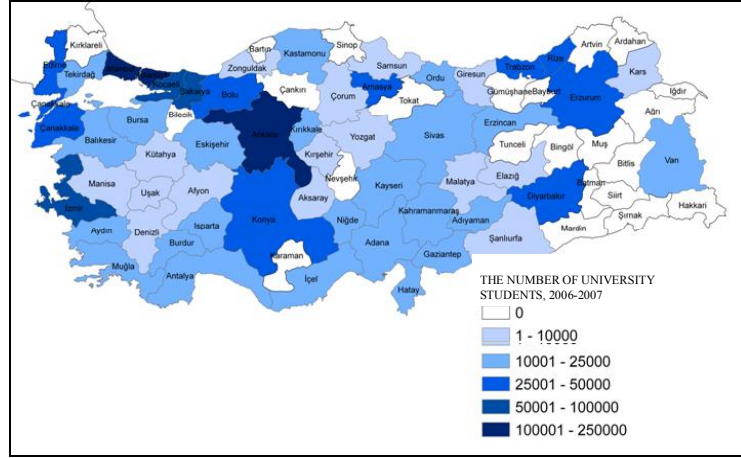 Kırklareli
Edirne
Tekirdağ
İstanbul
Kocaeli
Sakarya
Bolu
Zonguldak
Bartın
Kastamonu
Sinop
Çankırı
Çorum
Samsun
Amasya
Tokat
Ordu
Giresun
Trabzon
Rize
Artvin
Ardahan
Kars
Gümüşhane
Bayburt
Erzurum
Iğdır
Ağrı
Çanakkale
Çanakkale
Balıkesir
Bursa
Bilecik
Kütahya
Eskişehir
Ankara
Kırıkkale
Kırşehir
Yozgat
Sivas
Erzincan
Tunceli
Bingöl
Muş
Bitlis
Van
Manisa
Uşak
Afyon
Nevşehir
Aksaray
Kayseri
Malatya
Elazığ
Diyarbakır
Batman
Siirt
Şırnak
Hakkari
İzmir
Aydın
Denizli
Isparta
Burdur
Konya
Niğde
Kahramanmaraş
Adıyaman
Şanlıurfa
Mardin
Muğla
Antalya
Karaman
İçel
Adana
Gaziantep
Hatay
THE NUMBER OF UNIVERSITY
STUDENTS, 2006-2007
0
1 - 10000
10001 - 25000
25001 - 50000
50001 - 100000
100001 - 250000